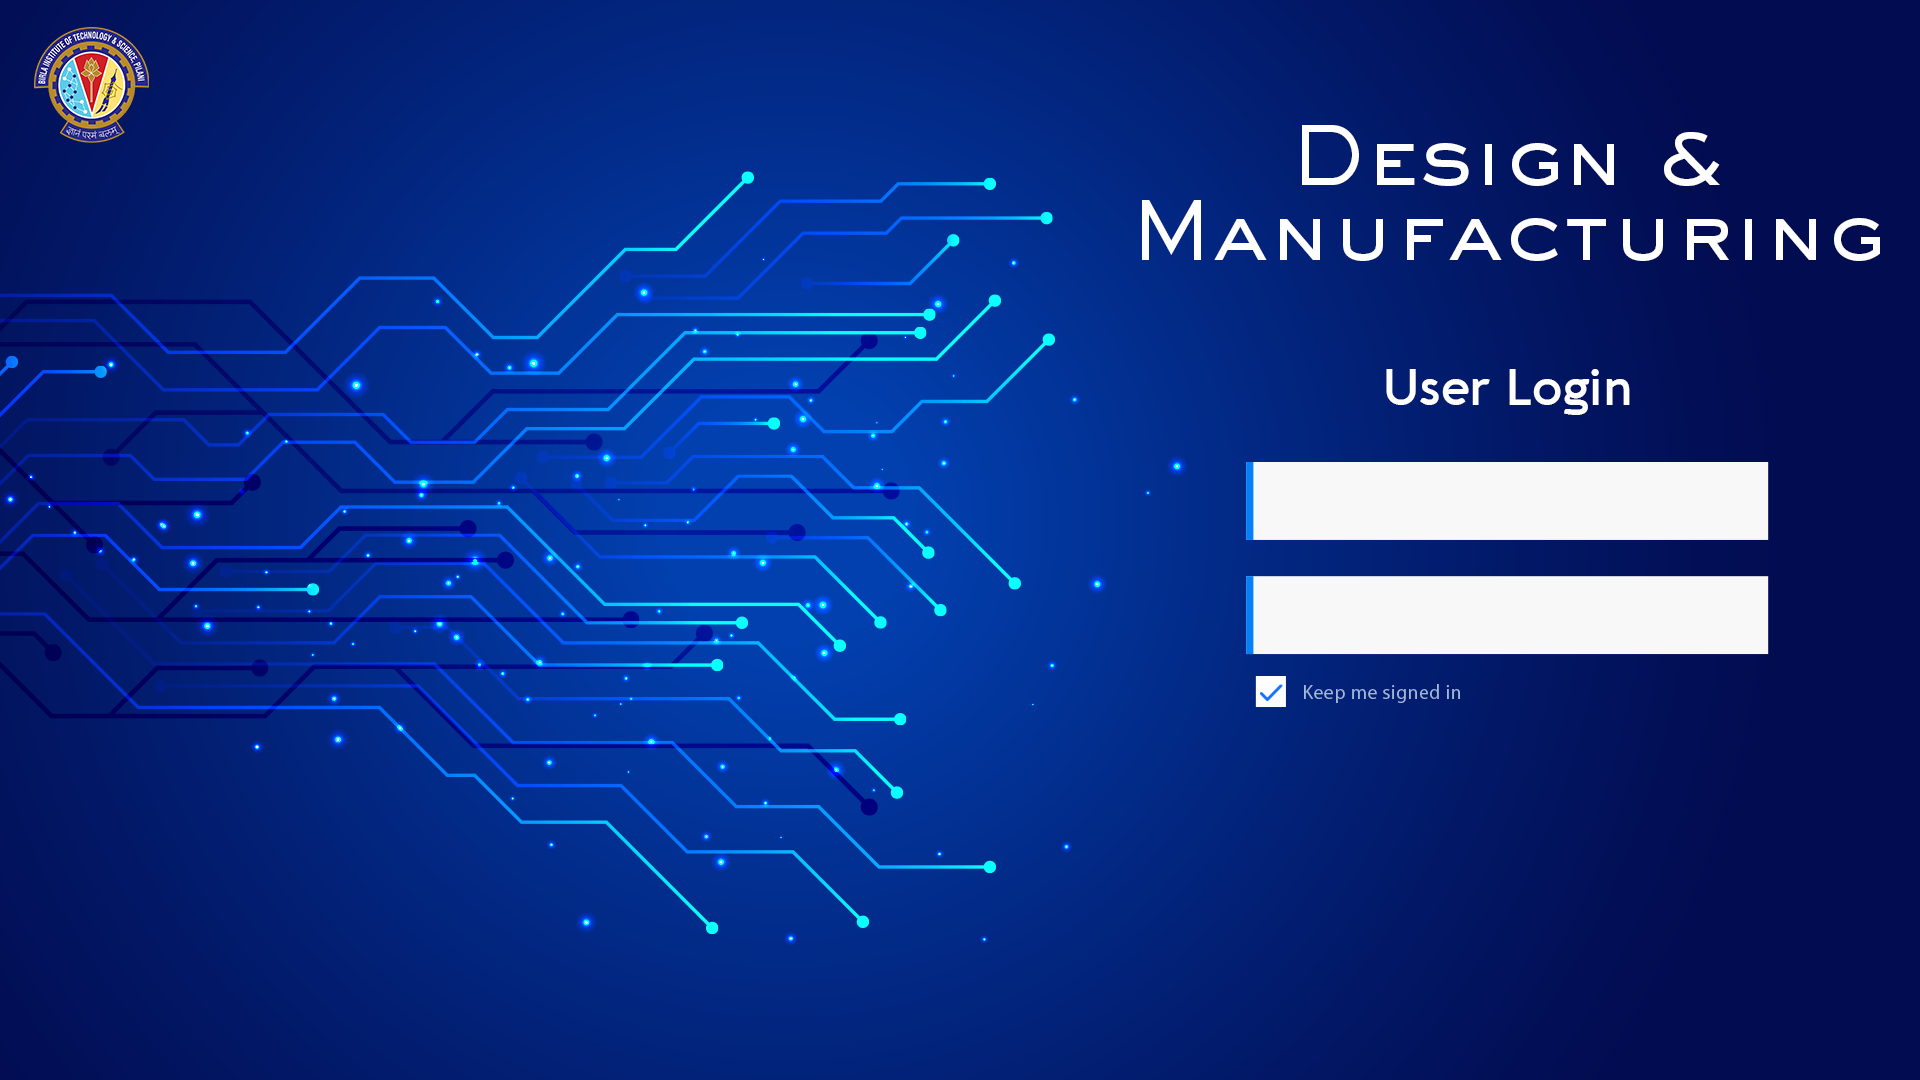 BIRLA INSTITUTE OF TECHNOLOGY & SCIENCE, PILANI
ज्ञानं परमं बलम्
DESIGN &
MANUFACTURING
User Login
Keep me signed in